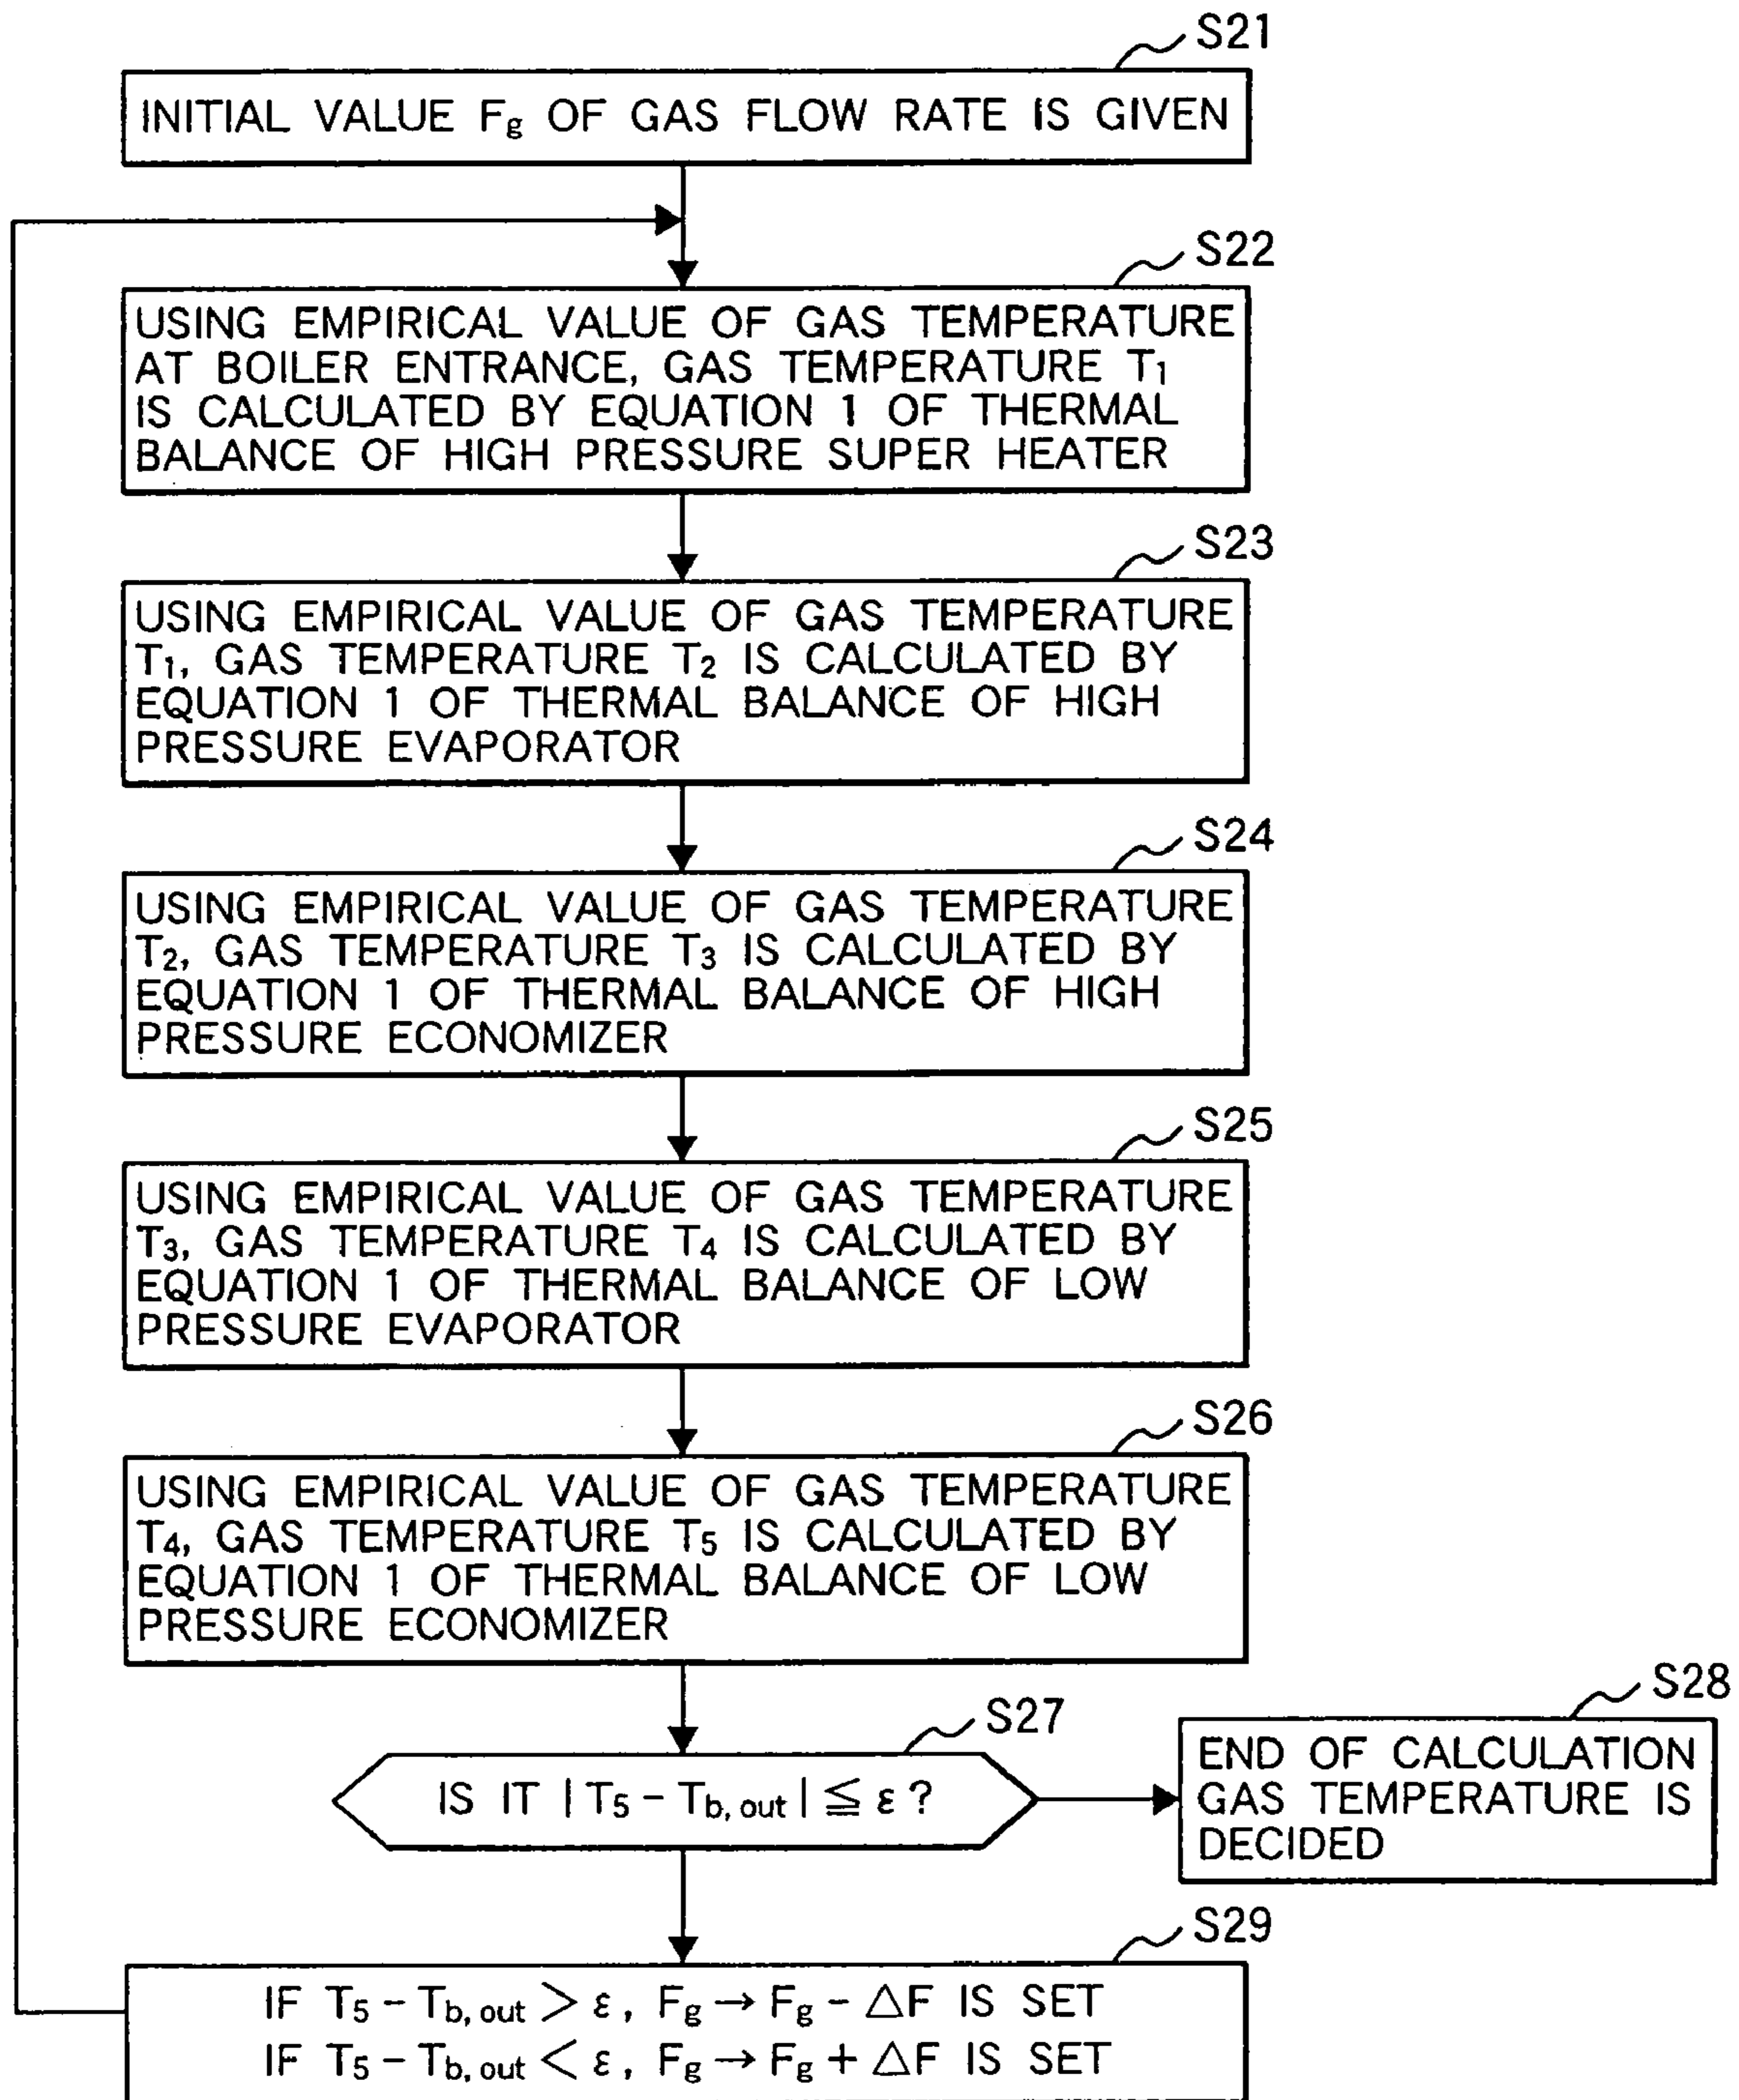 S21
INITIAL VALUE Fg OF GAS FLOW RATE IS GIVEN
S22
USING EMPIRICAL VALUE OF GAS TEMPERATURE
AT BOILER ENTRANCE, GAS TEMPERATURE T1
IS CALCULATED BY EQUATION 1 OF THERMAL
BALANCE OF HIGH PRESSURE SUPER HEATER
S23
USING EMPIRICAL VALUE OF GAS TEMPERATURE
T1, GAS TEMPERATURE T2 IS CALCULATED BY
EQUATION 1 OF THERMAL BALANCE OF HIGH
PRESSURE EVAPORATOR
S24
USING EMPIRICAL VALUE OF GAS TEMPERATURE
T2, GAS TEMPERATURE T3 IS CALCULATED BY
EQUATION 1 OF THERMAL BALANCE OF HIGH
PRESSURE ECONOMIZER
S25
USING EMPIRICAL VALUE OF GAS TEMPERATURE
T3, GAS TEMPERATURE T4 IS CALCULATED BY
EQUATION 1 OF THERMAL BALANCE OF LOW
PRESSURE EVAPORATOR
S26
USING EMPIRICAL VALUE OF GAS TEMPERATURE
T4, GAS TEMPERATURE T5 IS CALCULATED BY
EQUATION 1 OF THERMAL BALANCE OF LOW
PRESSURE ECONOMIZER
S27
IS IT |T5 - Tb, out| ≦ ε ?
S28
END OF CALCULATION
GAS TEMPERATURE IS
DECIDED
S29
IF T5 - Tb, out > ε, Fg → Fg - △F IS SET
IF T5 - Tb, out < ε, Fg → Fg + △F IS SET